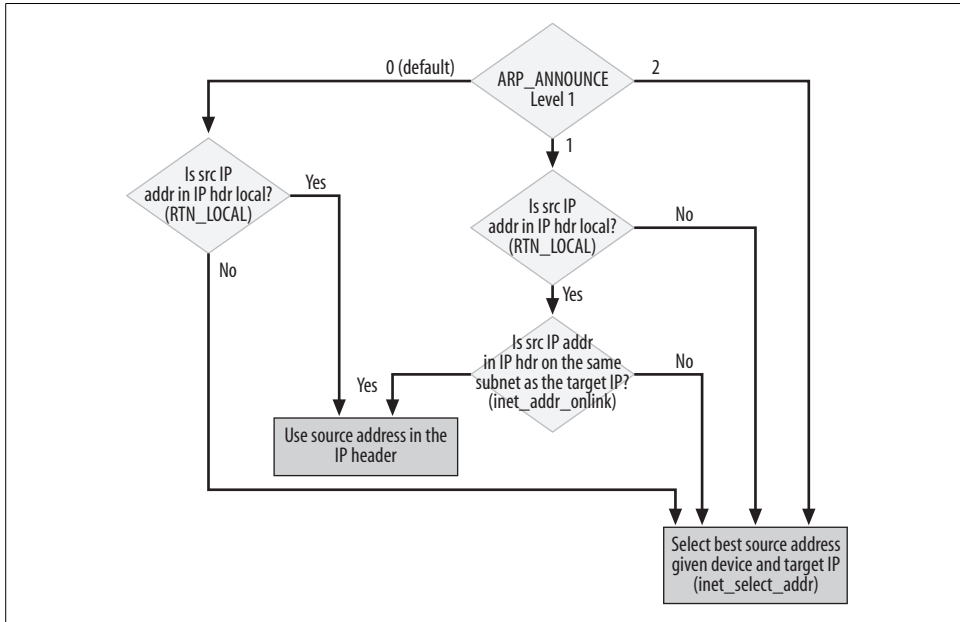 0 (default)
ARP_ANNOUNCE
Level 1
2
1
Is src IP
addr in IP hdr local?
(RTN_LOCAL)
Yes
No
Is src IP
addr in IP hdr local?
(RTN_LOCAL)
No
Yes
Is src IP addr
in IP hdr on the same
subnet as the target IP?
(inet_addr_onlink)
Yes
No
Use source address in the
IP header
Select best source address
given device and target IP
(inet_select_addr)